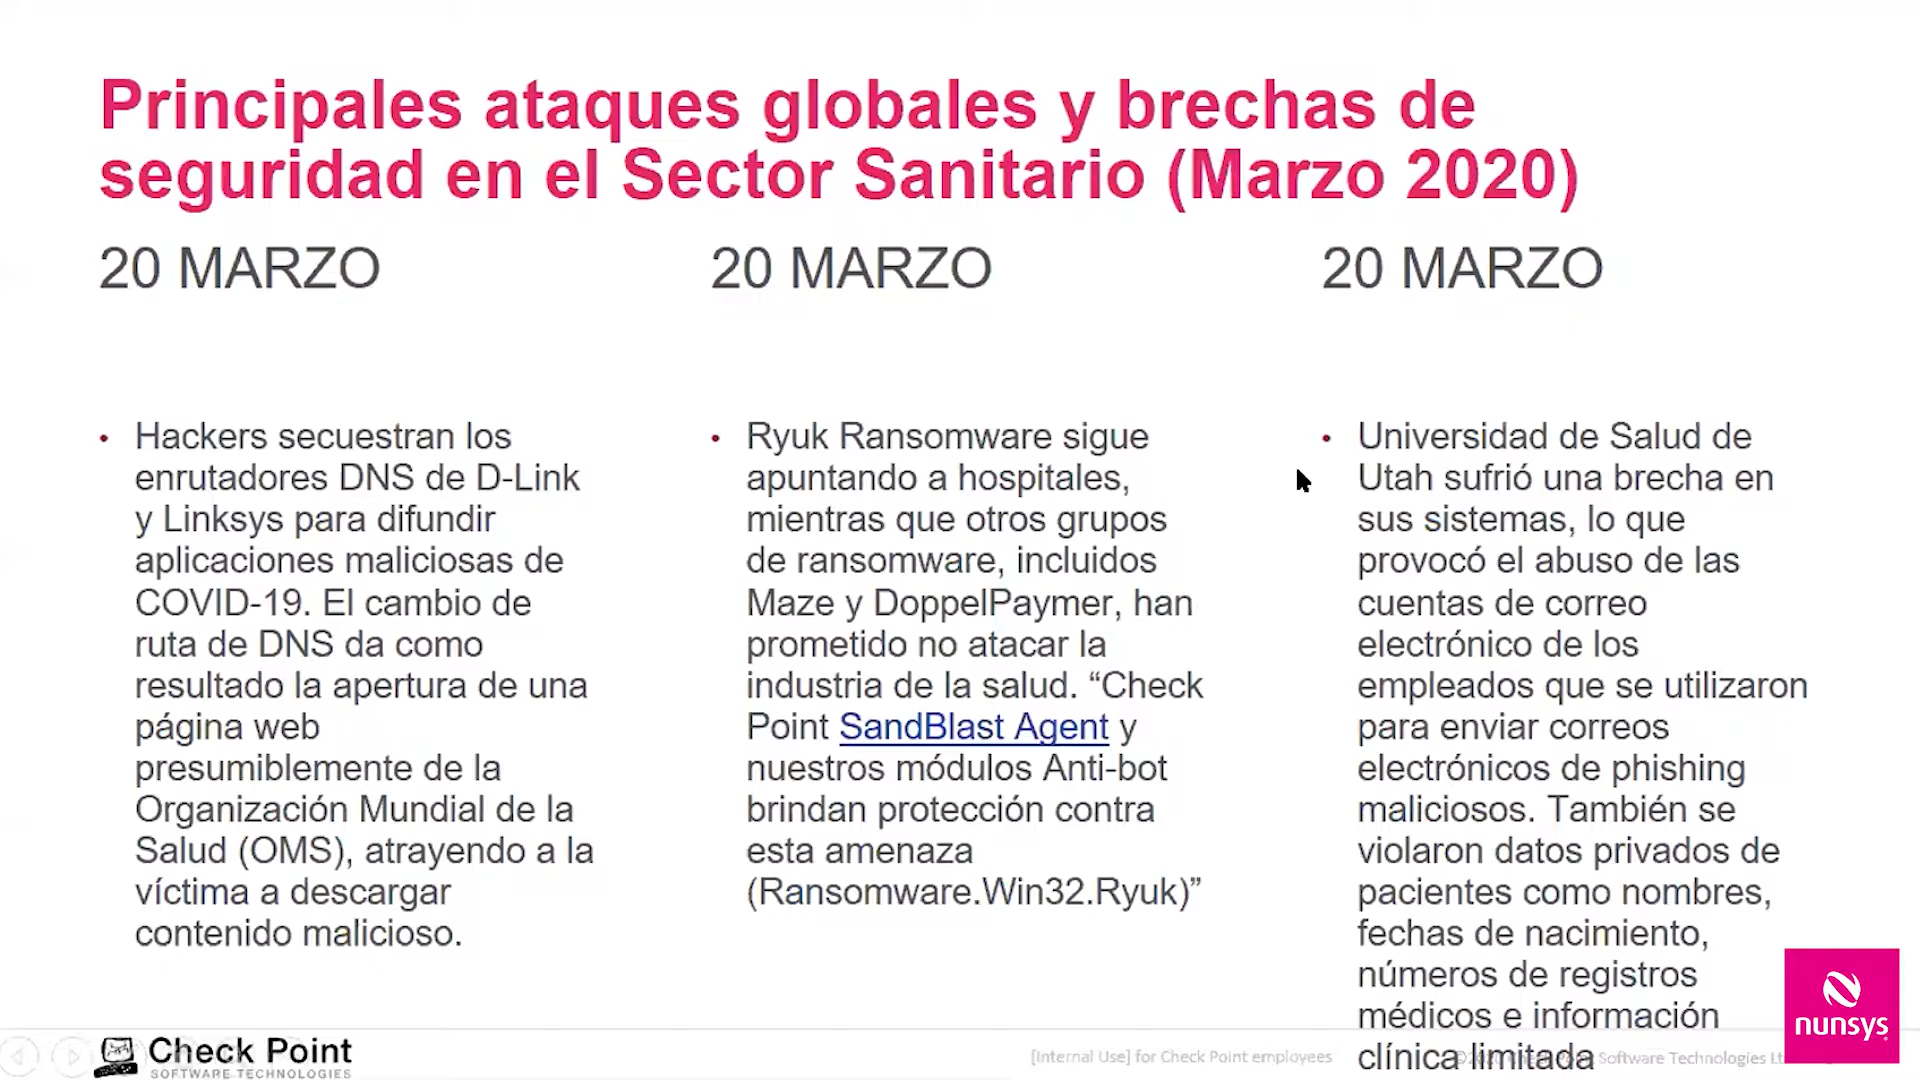 Principales ataques globales y brechas de
seguridad en el Sector Sanitario (Marzo 2020)
20 MARZO
• Hackers secuestran los
enrutadores DNS de D-Link
y Linksys para difundir
aplicaciones maliciosas de
COVID-19. El cambio de
ruta de DNS da como
resultado la apertura de una
página web
presumiblemente de la
Organización Mundial de la
Salud (OMS), atrayendo a la
víctima a descargar
contenido malicioso.
20 MARZO
• Ryuk Ransomware sigue
apuntando a hospitales,
mientras que otros grupos
de ransomware, incluidos
Maze y DoppelPaymer, han
prometido no atacar la
industria de la salud. “Check
Point SandBlast Agent y
nuestros módulos Anti-bot
brindan protección contra
esta amenaza
(Ransomware.Win32.Ryuk)”
20 MARZO
• Universidad de Salud de
Utah sufrió una brecha en
sus sistemas, lo que
provocó el abuso de las
cuentas de correo
electrónico de los
empleados que se utilizaron
para enviar correos
electrónicos de phishing
maliciosos. También se
violaron datos privados de
pacientes como nombres,
fechas de nacimiento,
números de registros
médicos e información
clínica limitada
Check Point
SOFTWARE TECHNOLOGIES
[Internal Use] for Check Point employees
Software Technologies
nunsys